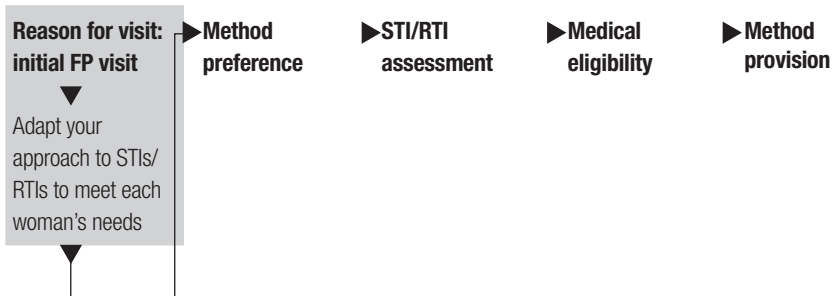 Reason for visit:
initial FP visit
Adapt your
approach to STIs/
RTIs to meet each
woman's needs
Method
preference
STI/RTI
assessment
Medical
eligibility
Method
provision